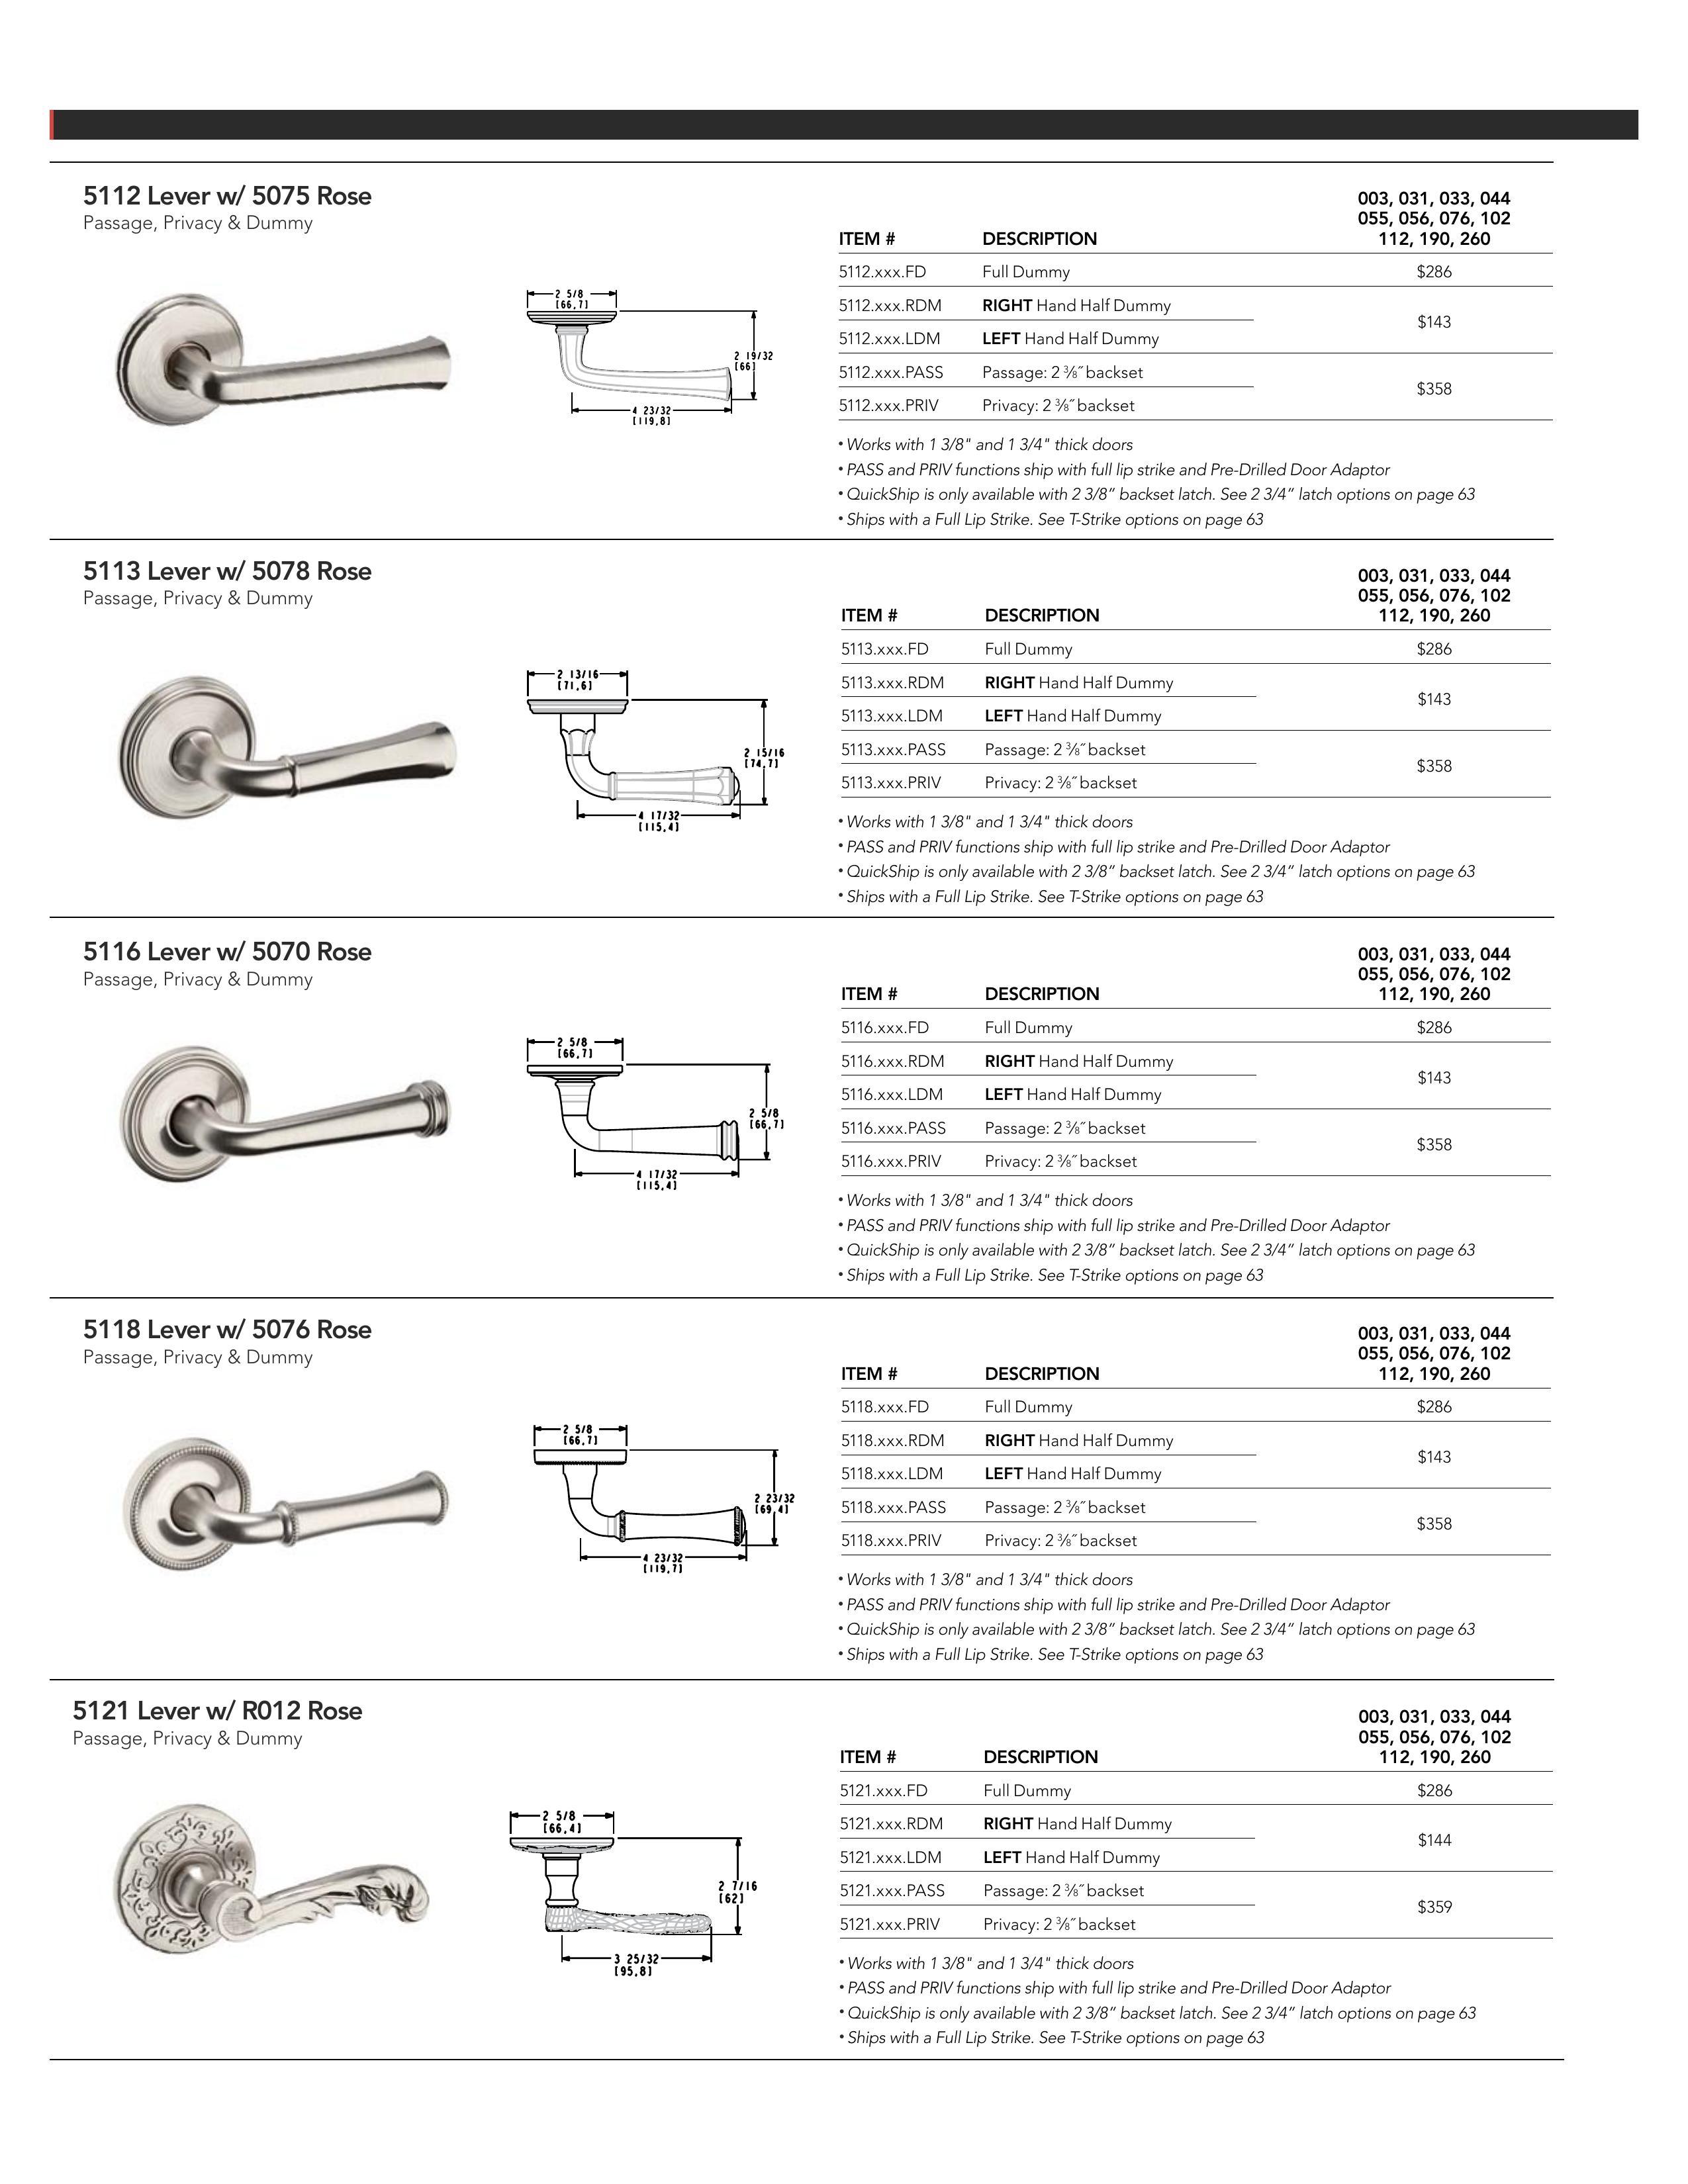 5112 Lever w/ 5075 Rose
Passage, Privacy & Dummy
2 5/8
[66,7]
2 19/32
[66]
4 23/32
[119,8]
003, 031, 033, 044
055, 056, 076, 102
ITEM # DESCRIPTION 112, 190, 260
5112.xxx.FD Full Dummy $286
5112.xxx.RDM RIGHT Hand Half Dummy
$143
5112.xxx.LDM LEFT Hand Half Dummy
5112.xxx.PASS Passage: 2 ⅜″ backset
$358
5112.xxx.PRIV Privacy: 2 ⅜″ backset
• Works with 1 3/8" and 1 3/4" thick doors
• PASS and PRIV functions ship with full lip strike and Pre-Drilled Door Adaptor
• QuickShip is only available with 2 3/8” backset latch. See 2 3/4” latch options on page 63
• Ships with a Full Lip Strike. See T-Strike options on page 63
5113 Lever w/ 5078 Rose
Passage, Privacy & Dummy
2 13/16
[71,6]
2 15/16
[74,7]
4 17/32
[115,4]
003, 031, 033, 044
055, 056, 076, 102
ITEM # DESCRIPTION 112, 190, 260
5113.xxx.FD Full Dummy $286
5113.xxx.RDM RIGHT Hand Half Dummy
$143
5113.xxx.LDM LEFT Hand Half Dummy
5113.xxx.PASS Passage: 2 ⅜″ backset
$358
5113.xxx.PRIV Privacy: 2 ⅜″ backset
• Works with 1 3/8" and 1 3/4" thick doors
• PASS and PRIV functions ship with full lip strike and Pre-Drilled Door Adaptor
• QuickShip is only available with 2 3/8” backset latch. See 2 3/4” latch options on page 63
• Ships with a Full Lip Strike. See T-Strike options on page 63
5116 Lever w/ 5070 Rose
Passage, Privacy & Dummy
2 5/8
[66,7]
2 5/8
[66,7]
4 17/32
[115,4]
003, 031, 033, 044
055, 056, 076, 102
ITEM # DESCRIPTION 112, 190, 260
5116.xxx.FD Full Dummy $286
5116.xxx.RDM RIGHT Hand Half Dummy
$143
5116.xxx.LDM LEFT Hand Half Dummy
5116.xxx.PASS Passage: 2 ⅜″ backset
$358
5116.xxx.PRIV Privacy: 2 ⅜″ backset
• Works with 1 3/8" and 1 3/4" thick doors
• PASS and PRIV functions ship with full lip strike and Pre-Drilled Door Adaptor
• QuickShip is only available with 2 3/8” backset latch. See 2 3/4” latch options on page 63
• Ships with a Full Lip Strike. See T-Strike options on page 63
5118 Lever w/ 5076 Rose
Passage, Privacy & Dummy
2 5/8
[66,7]
2 23/32
[69,4]
4 23/32
[119,7]
003, 031, 033, 044
055, 056, 076, 102
ITEM # DESCRIPTION 112, 190, 260
5118.xxx.FD Full Dummy $286
5118.xxx.RDM RIGHT Hand Half Dummy
$143
5118.xxx.LDM LEFT Hand Half Dummy
5118.xxx.PASS Passage: 2 ⅜″ backset
$358
5118.xxx.PRIV Privacy: 2 ⅜″ backset
• Works with 1 3/8" and 1 3/4" thick doors
• PASS and PRIV functions ship with full lip strike and Pre-Drilled Door Adaptor
• QuickShip is only available with 2 3/8” backset latch. See 2 3/4” latch options on page 63
• Ships with a Full Lip Strike. See T-Strike options on page 63
5121 Lever w/ R012 Rose
Passage, Privacy & Dummy
2 5/8
[66,4]
2 7/16
[62]
3 25/32
[95,8]
003, 031, 033, 044
055, 056, 076, 102
ITEM # DESCRIPTION 112, 190, 260
5121.xxx.FD Full Dummy $286
5121.xxx.RDM RIGHT Hand Half Dummy
$144
5121.xxx.LDM LEFT Hand Half Dummy
5121.xxx.PASS Passage: 2 ⅜″ backset
$359
5121.xxx.PRIV Privacy: 2 ⅜″ backset
• Works with 1 3/8" and 1 3/4" thick doors
• PASS and PRIV functions ship with full lip strike and Pre-Drilled Door Adaptor
• QuickShip is only available with 2 3/8” backset latch. See 2 3/4” latch options on page 63
• Ships with a Full Lip Strike. See T-Strike options on page 63